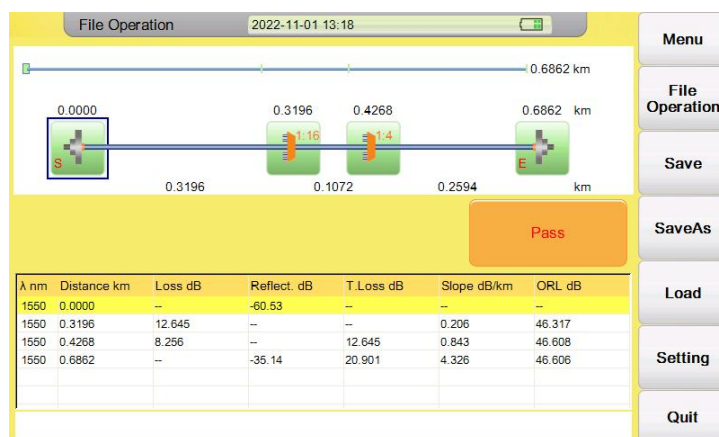 File Operation 2022-11-01 13:18
0.6862 km
0.0000 0.3196 0.4268 0.6862 km
S 1:16 1:4 E
0.3196 0.1072 0.2594 km
Pass
λ nm Distance km Loss dB Reflect. dB T.Loss dB Slope dB/km ORL dB
1550 0.0000 -- -60.53 -- -- --
1550 0.3196 12.645 -- -- 0.206 46.317
1550 0.4268 8.256 -- 12.645 0.843 46.608
1550 0.6862 -- -35.14 20.901 4.326 46.606
Menu
File
Operation
Save
SaveAs
Load
Setting
Quit